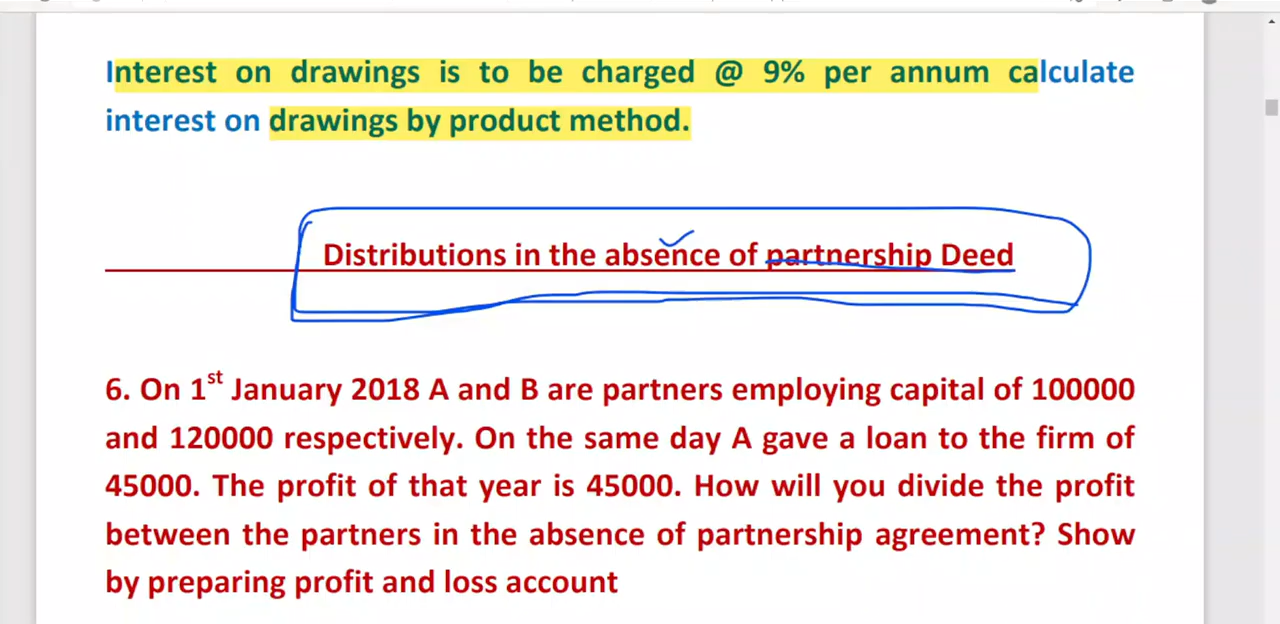 Interest on drawings is to be charged @ 9% per annum calculate
interest on drawings by product method.
Distributions in the absence of partnership Deed
6. On 1st January 2018 A and B are partners employing capital of 100000
and 120000 respectively. On the same day A gave a loan to the firm of
45000. The profit of that year is 45000. How will you divide the profit
between the partners in the absence of partnership agreement? Show
by preparing profit and loss account